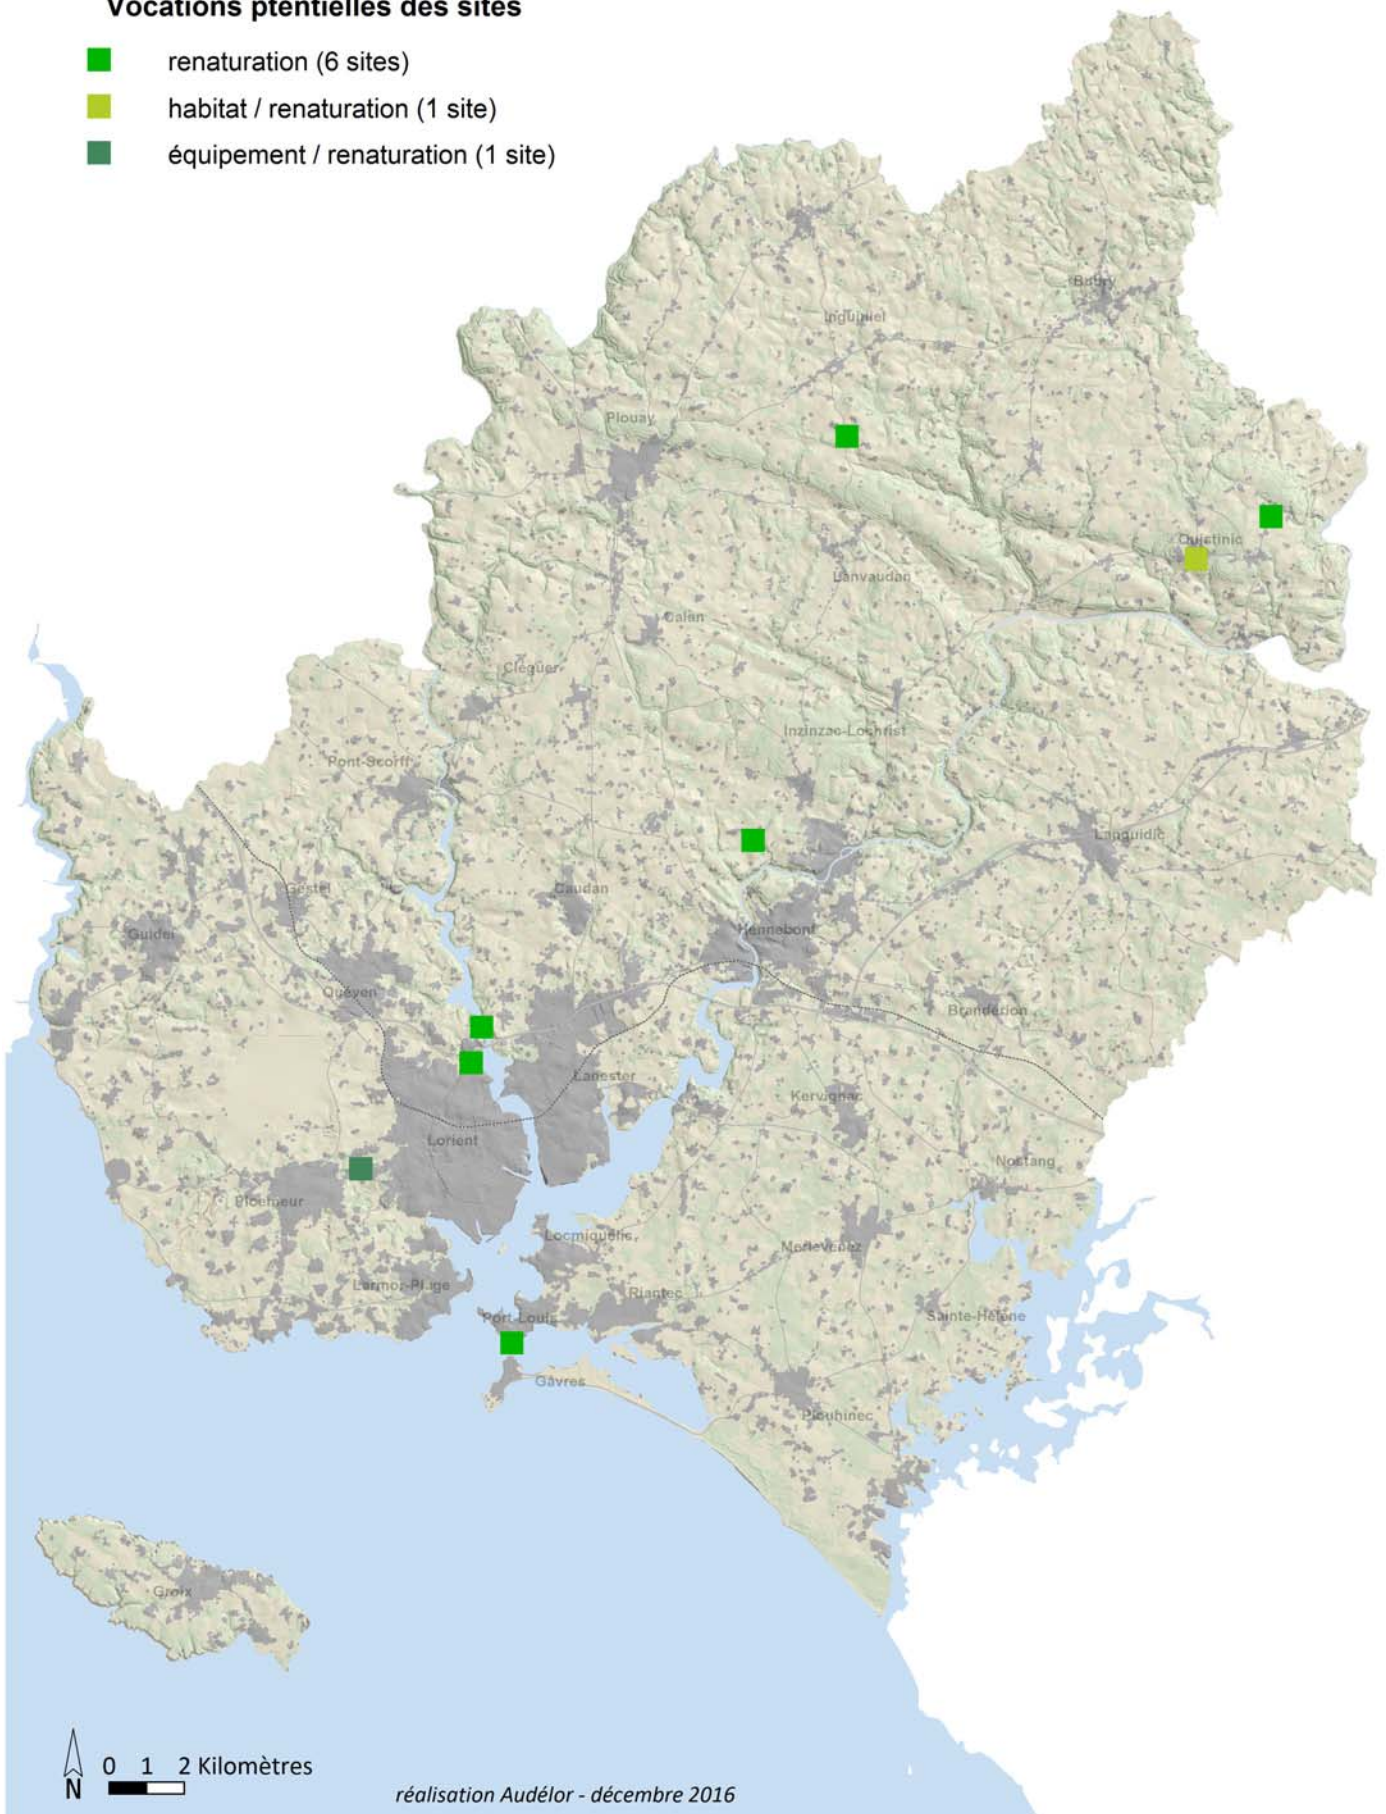 Vocations ptentielles des sites
renaturation (6 sites)
habitat / renaturation (1 site)
équipement / renaturation (1 site)
Bubry
Inguiniel
Plouay
Quistinic
Lanvaudan
Calan
Cléguer
Inzinzac-Lochrist
Pont-Scorff
Languidic
Gestel
Caudan
Guidel
Hennebont
Quéven
Brandérion
Lanester
Kervignac
Lorient
Nostang
Ploemeur
Locmiquélic
Merlevenez
Larmor-Plage
Riantec
Port-Louis
Sainte-Hélène
Gâvres
Plouhinec
Groix
0 1 2 Kilomètres
N
réalisation Audélor - décembre 2016